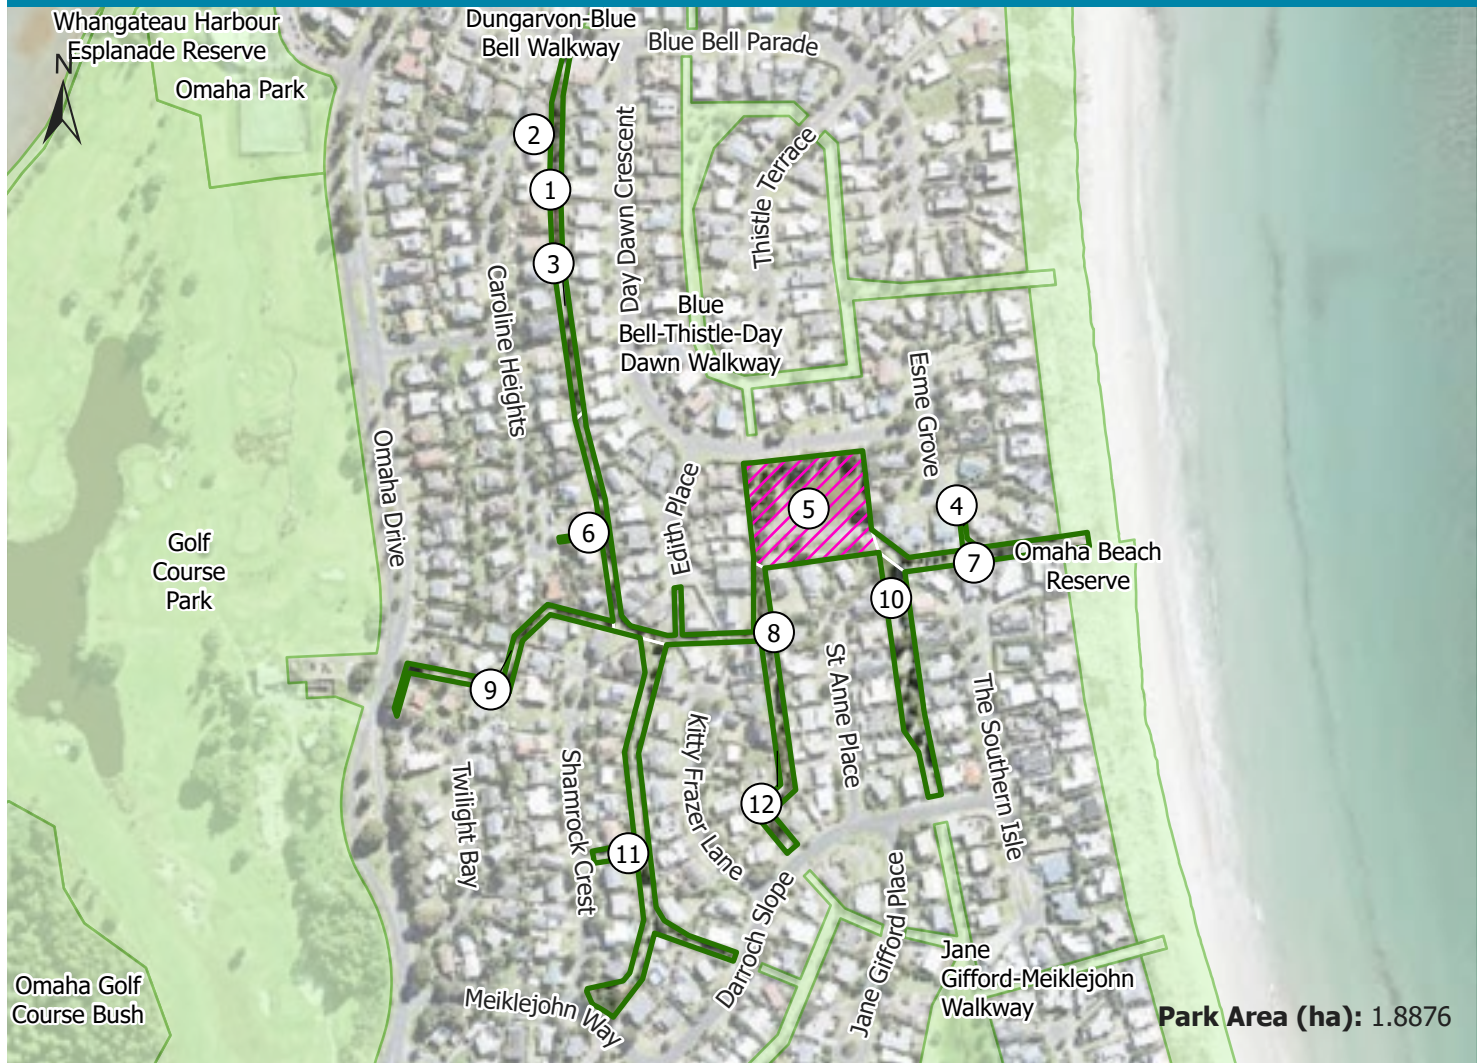 Whangateau Harbour
Esplanade Reserve
N
Omaha Park
Dungarvon-Blue
Bell Walkway
Blue Bell Parade
2
1
3
Day Dawn Crescent
Thistle Terrace
Caroline Heights
Blue
Bell-Thistle-Day
Dawn Walkway
Esme Grove
Omaha Drive
Edith Place
5
4
6
7
Omaha Beach
Reserve
Golf
Course
Park
10
8
9
St Anne Place
The Southern Isle
Kitty Frazer Lane
Twilight Bay
Shamrock Crest
12
11
Darroch Slope
Jane Gifford Place
Jane
Gifford-Meiklejohn
Walkway
Meiklejohn Way
Omaha Golf
Course Bush
Park Area (ha): 1.8876